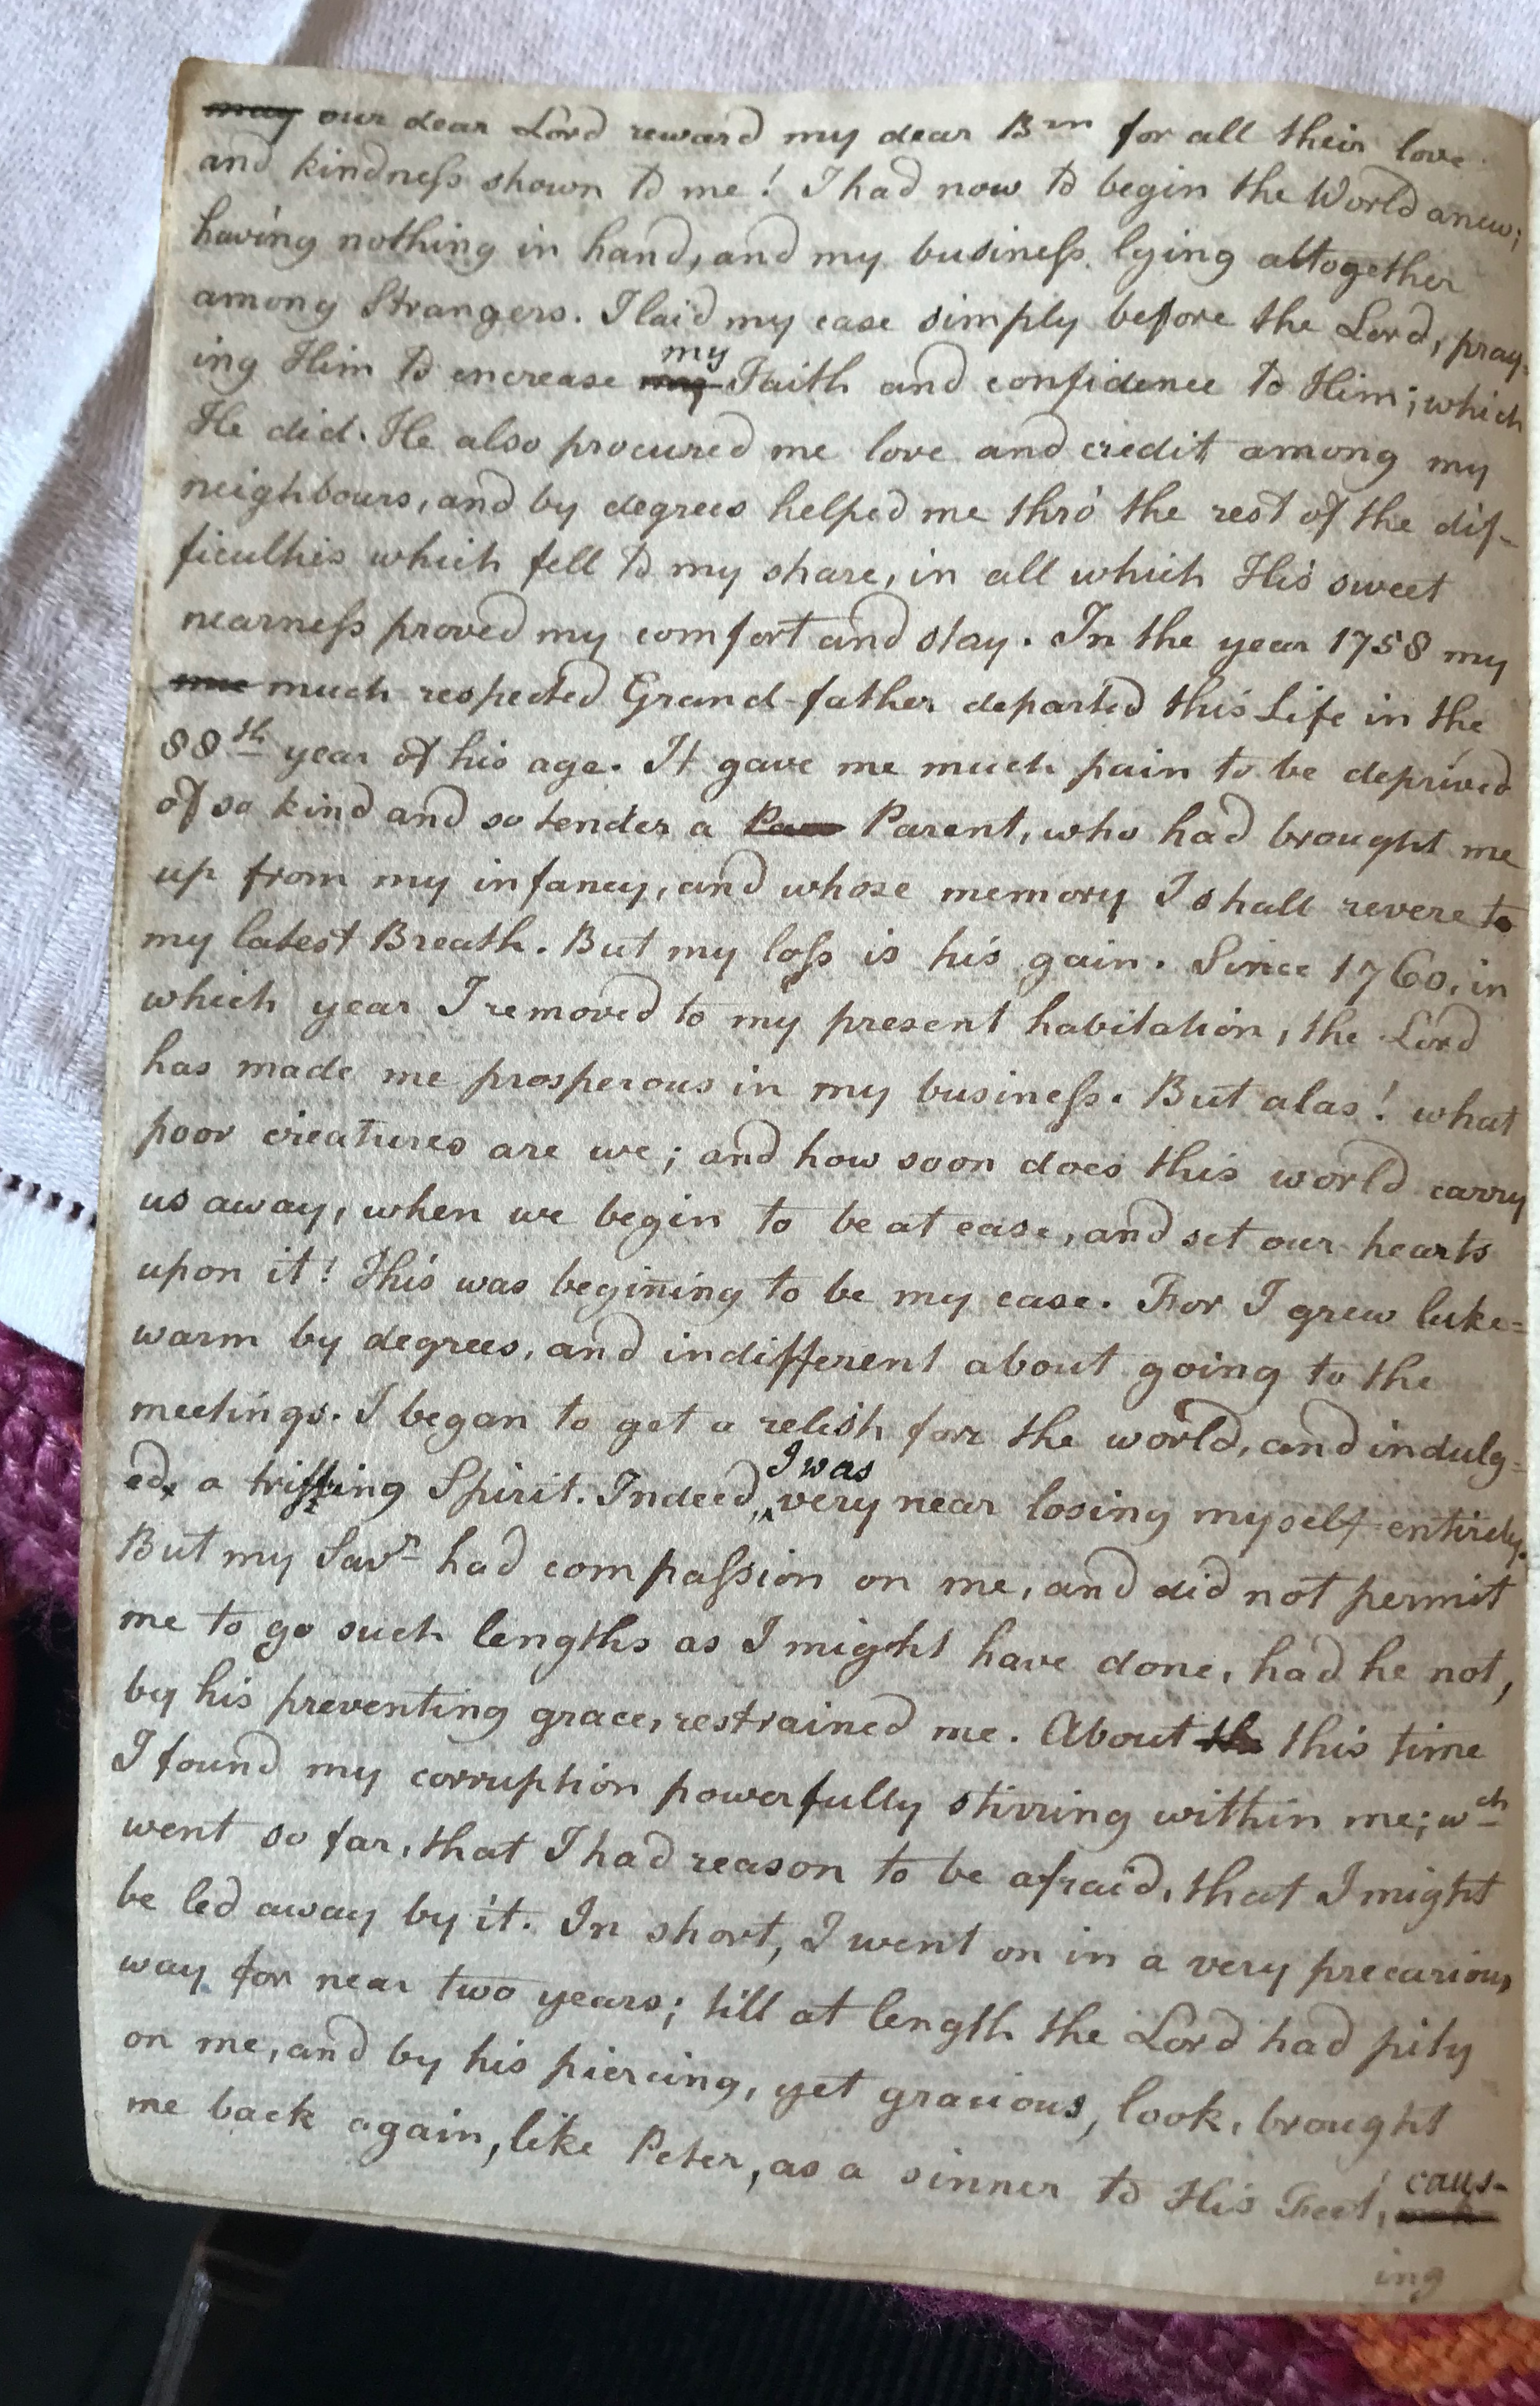 may our dear Lord reward my dear Brn for all their love
and kindness shown to me! I had now to begin the World anew;
having nothing in hand, and my business lying altogether
among Strangers. I laid my case simply before the Lord, pray-
my
ing Him to encrease my Faith and confidence to Him; which
He did. He also procured me love and credit among my
neighbours, and by degrees helped me thro' the rest of the dif-
ficulties which fell to my share, in all which His sweet
nearness proved my comfort and stay. In the year 1758 my
muc much respected Grand-father departed this Life in the
88th year of his age. It gave me much pain to be deprived
of so kind and so tender a Parent, who had brought me
up from my infancy, and whose memory I shall revere to
my latest Breath. But my loss is his gain. Since 1760, in
which year I removed to my present habitation, the Lord
has made me prosperous in my business. But alas! what
poor creatures are we; and how soon does this world carry
us away, when we begin to be at ease, and set our hearts
upon it! This was begin̄ing to be my case. For I grew luke=
warm by degrees, and indifferent about going to the
meetings. I began to get a relish for the world, and indulg=
I was
ed, a trifling Spirit. Indeed, very near losing myself entirely.
But my Savr had compassion on me, and did not permit
me to go such lengths as I might have done, had he not,
by his preventing grace, restrained me. About th this time
I found my corruption powerfully stirring within me; wch
went so far, that I had reason to be afraid, that I might
be led away by it. In short, I went on in a very precarious
way for near two years; till at length the Lord had pity
on me, and by his piercing, yet gracious, look, brought
me back again, like Peter, as a sinner to His Feet, caus-
ing